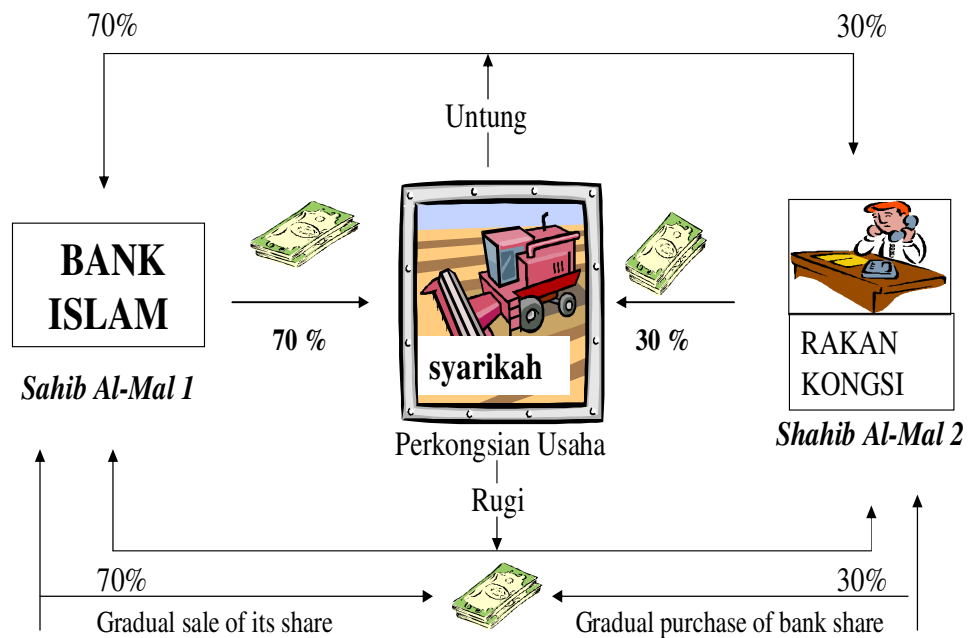 70%
30%
Untung
BANK
ISLAM
70 %
30 %
syarikah
RAKAN
KONGSI
Sahib Al-Mal 1
Shahib Al-Mal 2
Perkongsian Usaha
Rugi
70%
30%
Gradual sale of its share
Gradual purchase of bank share